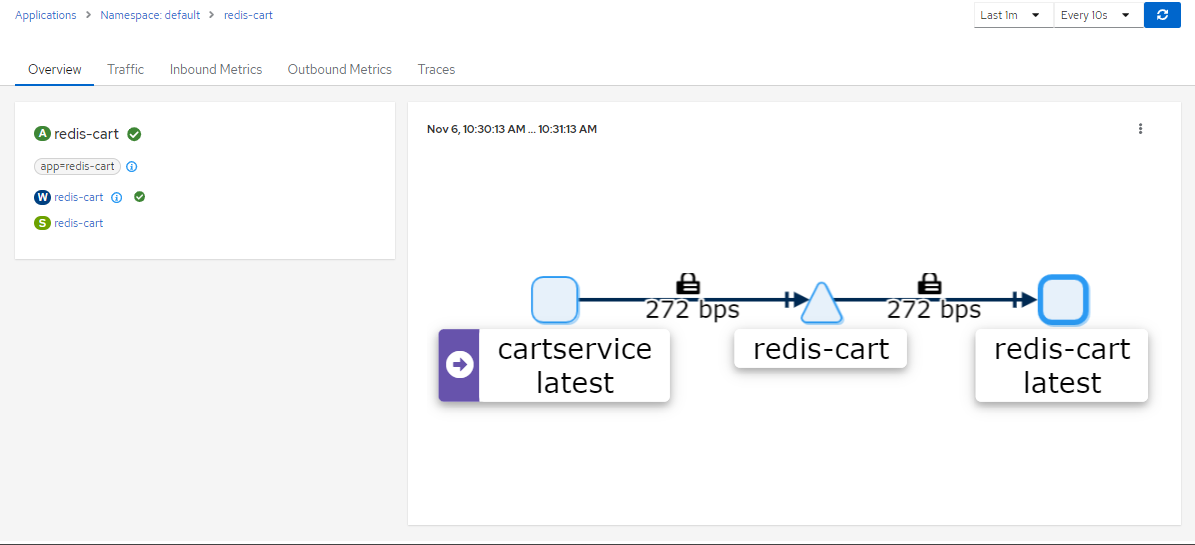 Applications > Namespace: default > redis-cart
Last 1m
Every 10s
Overview
Traffic
Inbound Metrics
Outbound Metrics
Traces
A redis-cart
app=redis-cart
W redis-cart
S redis-cart
Nov 6, 10:30:13 AM ... 10:31:13 AM
272 bps
272 bps
cartservice
latest
redis-cart
redis-cart
latest